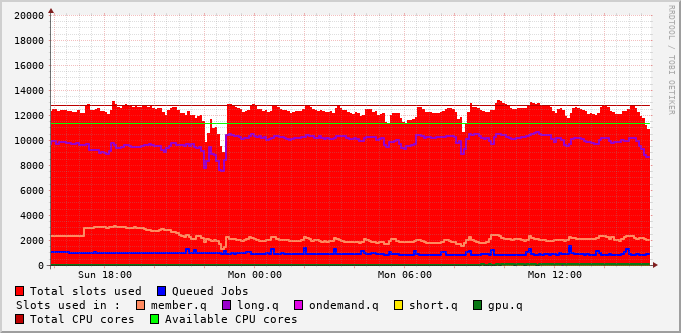 20000
18000
16000
14000
12000
10000
8000
6000
4000
2000
0
Sun 18:00 Mon 00:00 Mon 06:00 Mon 12:00
RRDTOOL / TOBI OETIKER
Total slots used Queued Jobs
Slots used in : member.q long.q ondemand.q short.q gpu.q
Total CPU cores Available CPU cores